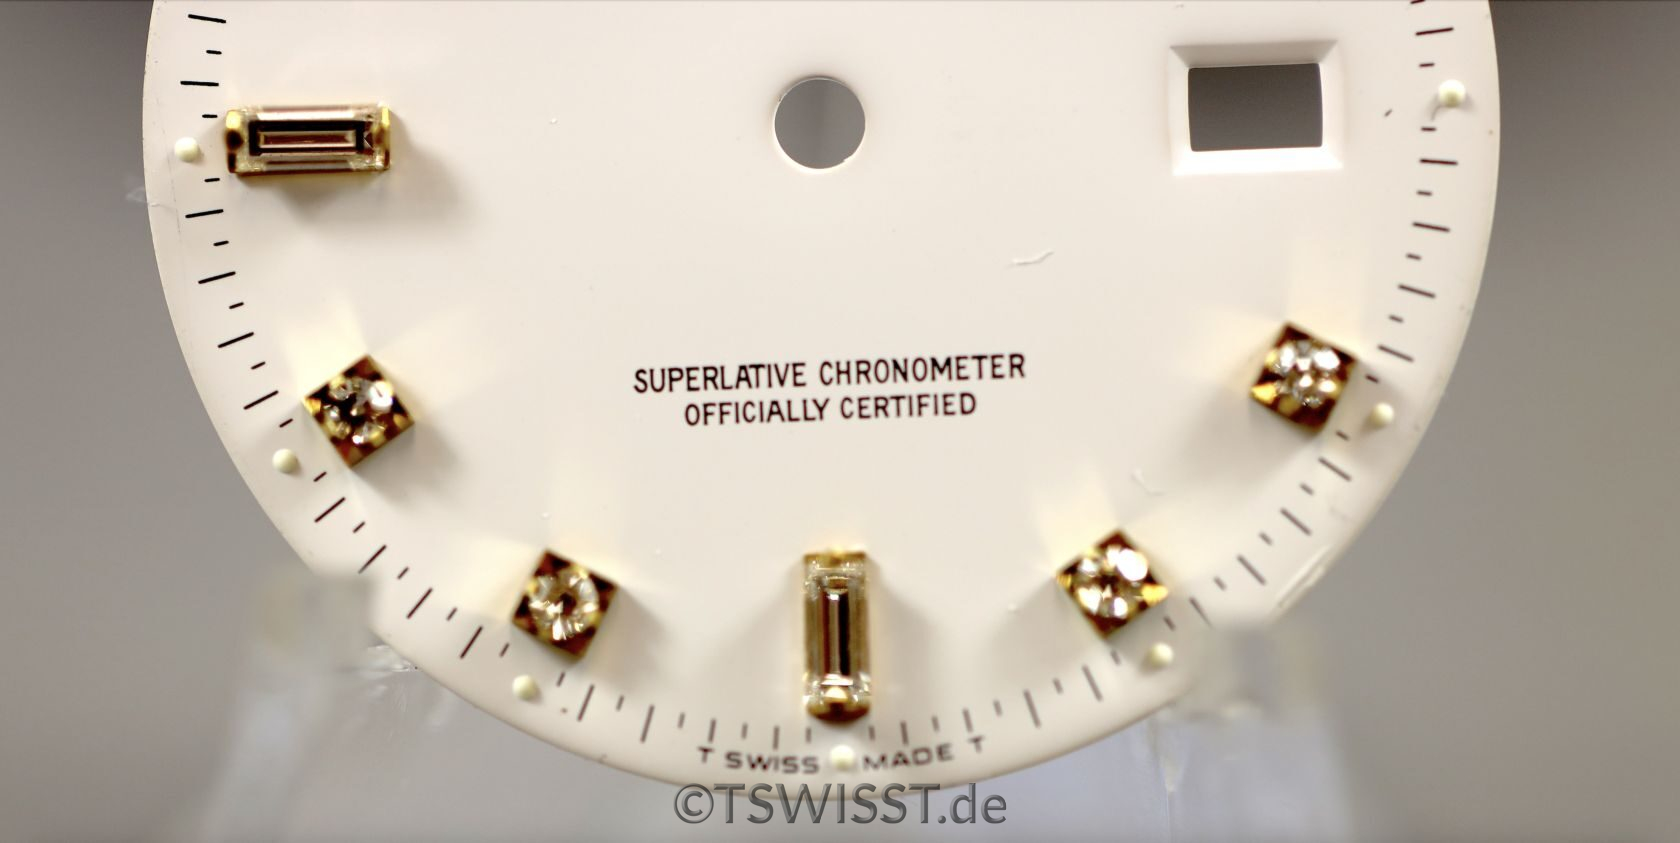 SUPERLATIVE CHRONOMETER
OFFICIALLY CERTIFIED
T SWISS MADE T
©TSWISST.de